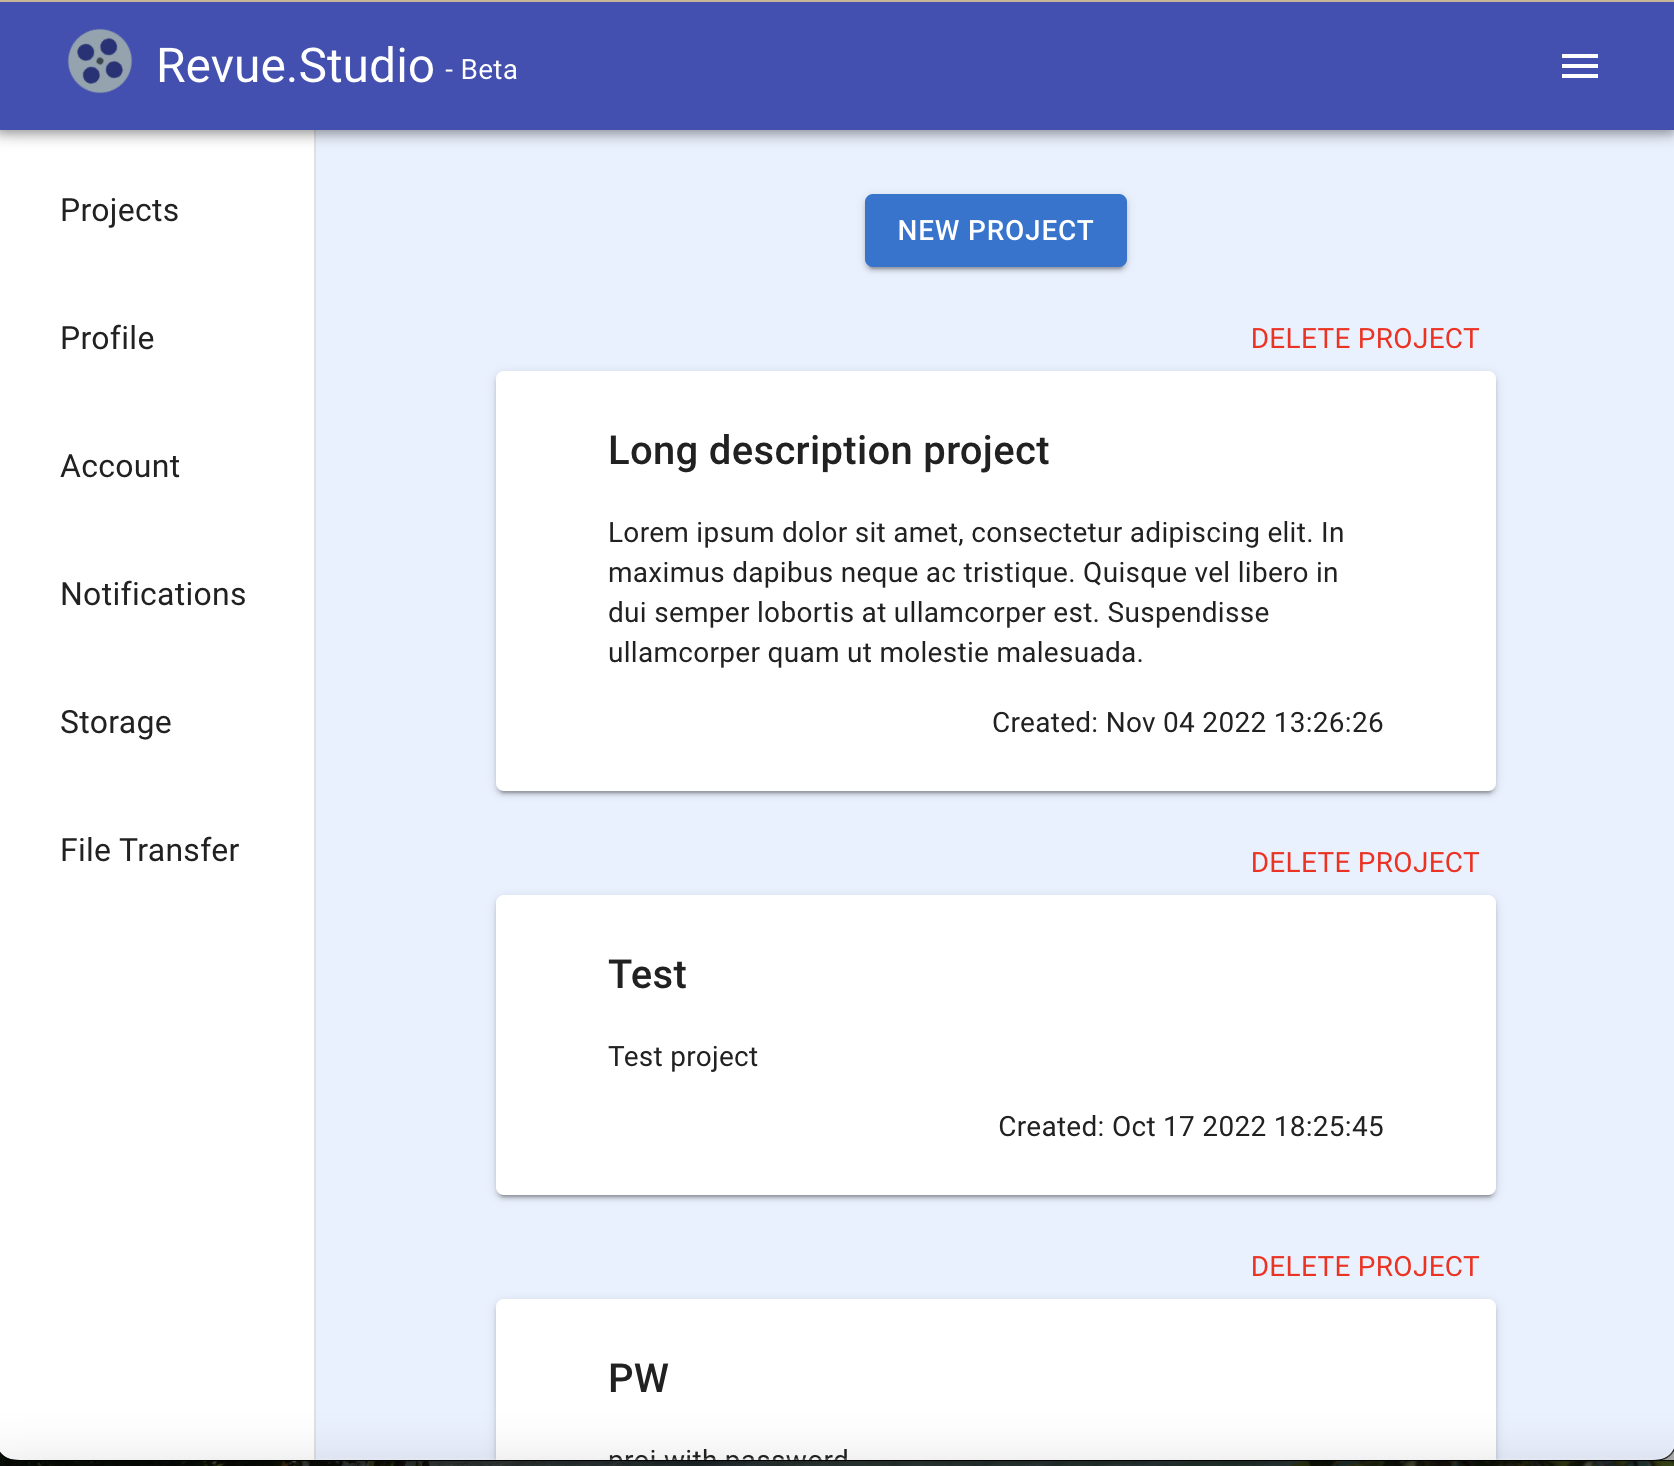 Revue.Studio - Beta
Projects
Profile
Account
Notifications
Storage
File Transfer
NEW PROJECT
DELETE PROJECT
Long description project
Lorem ipsum dolor sit amet, consectetur adipiscing elit. In
maximus dapibus neque ac tristique. Quisque vel libero in
dui semper lobortis at ullamcorper est. Suspendisse
ullamcorper quam ut molestie malesuada.
Created: Nov 04 2022 13:26:26
DELETE PROJECT
Test
Test project
Created: Oct 17 2022 18:25:45
DELETE PROJECT
PW
proj with password